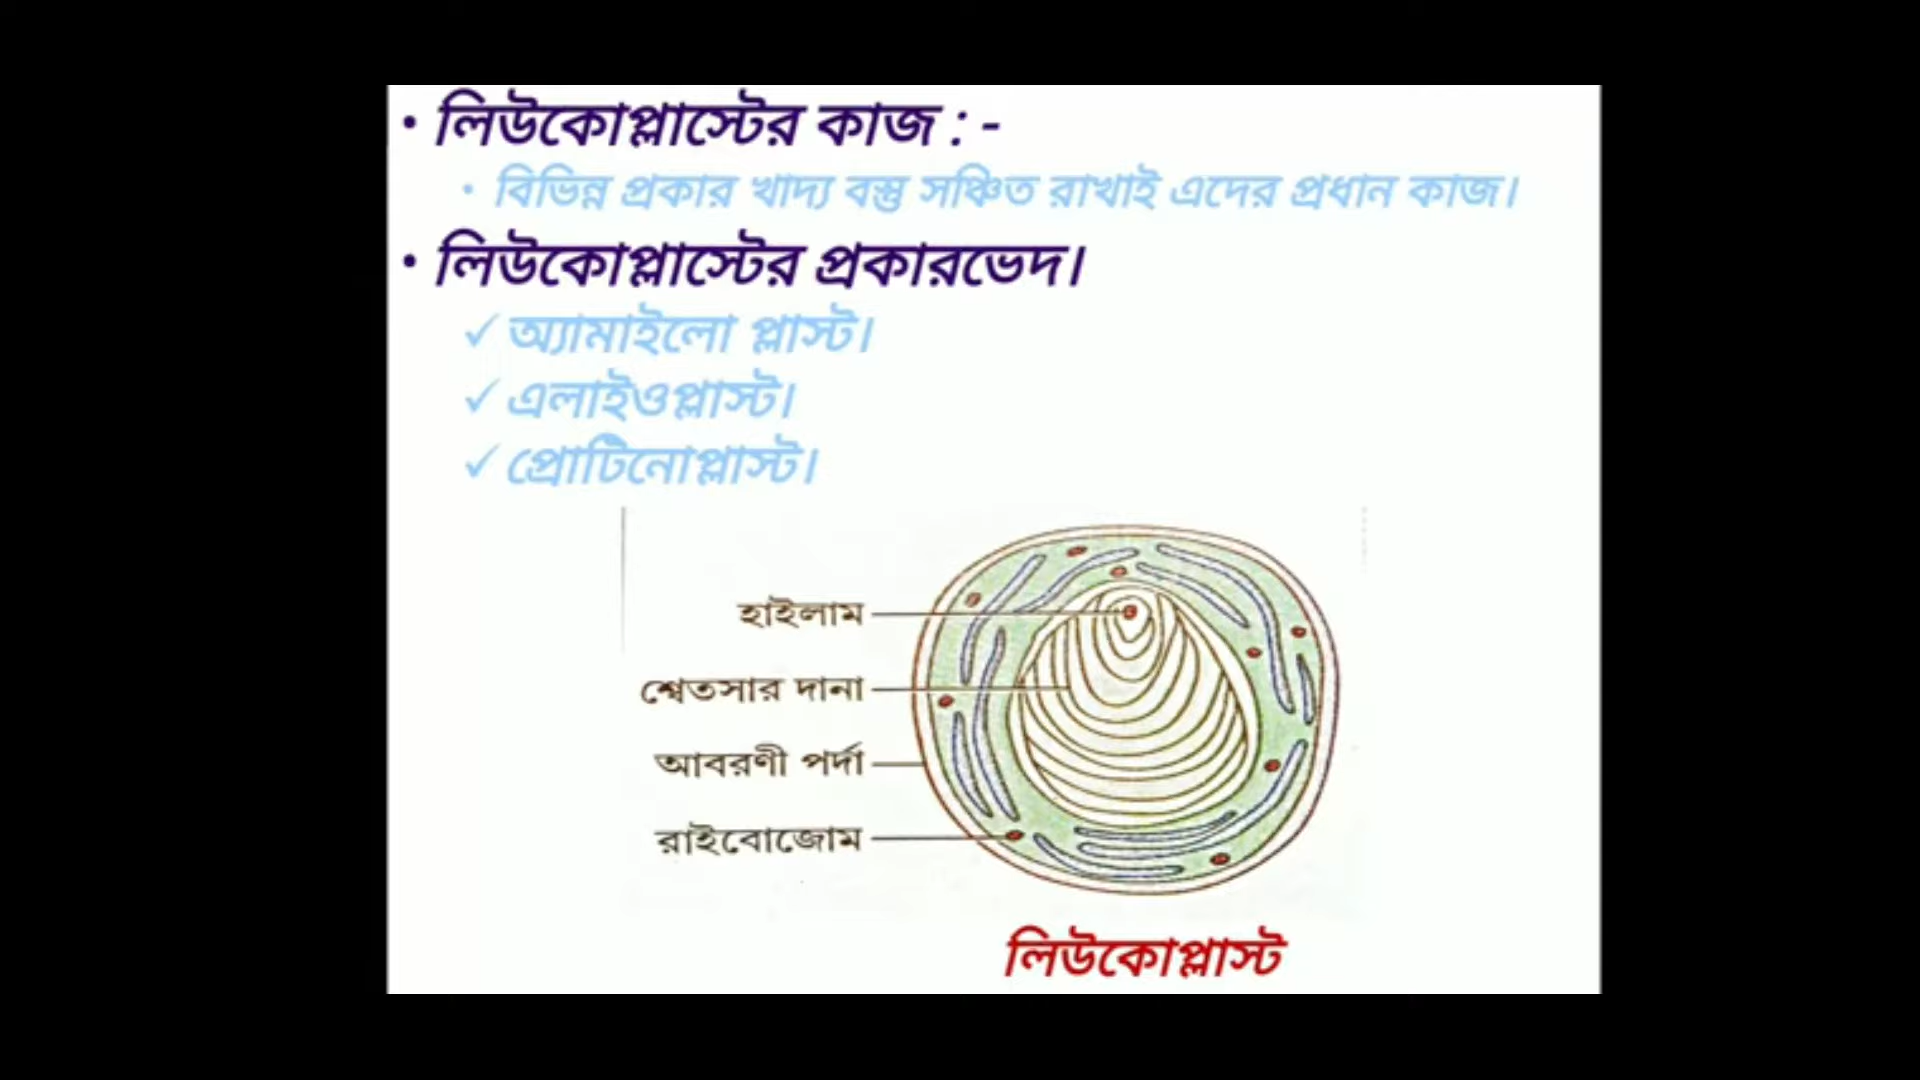 • লিউকোপ্লাস্টের কাজ : -
• বিভিন্ন প্রকার খাদ্য বস্তু সঞ্চিত রাখাই এদের প্রধান কাজ।
• লিউকোপ্লাস্টের প্রকারভেদ।
✓ অ্যামাইলো প্লাস্ট।
✓ এলাইওপ্লাস্ট।
✓ প্রোটিনোপ্লাস্ট।
হাইলাম
শ্বেতসার দানা
আবরণী পর্দা
রাইবোজোম
লিউকোপ্লাস্ট